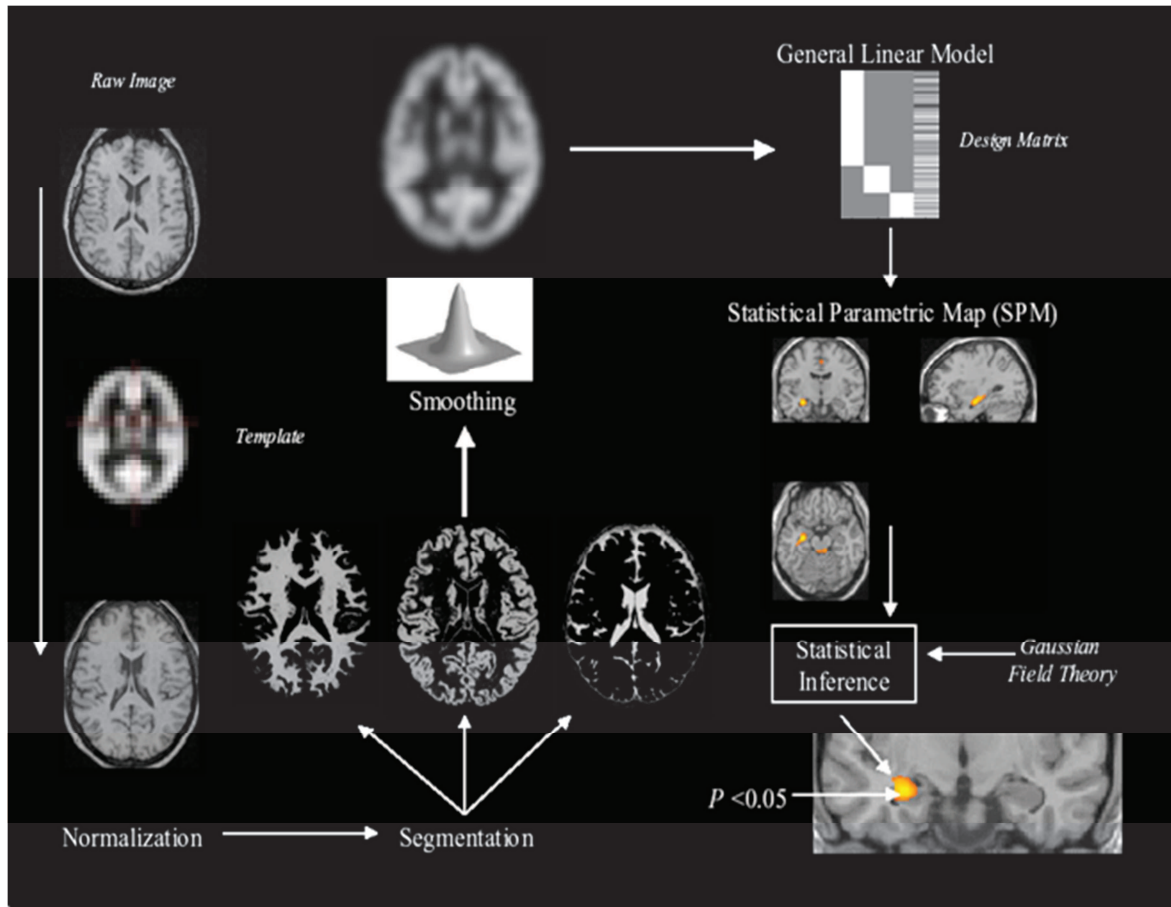 Raw Image
Template
Normalization
Segmentation
Smoothing
General Linear Model
Design Matrix
Statistical Parametric Map (SPM)
Statistical
Inference
Gaussian
Field Theory
P <0.05